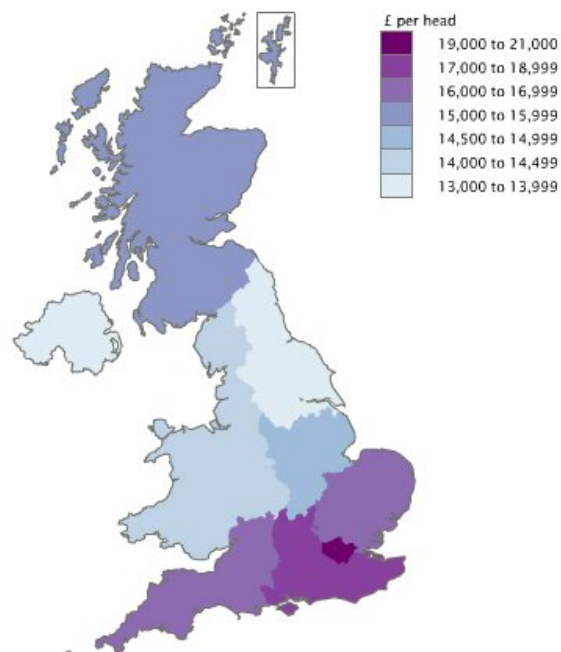 £ per head
19,000 to 21,000
17,000 to 18,999
16,000 to 16,999
15,000 to 15,999
14,500 to 14,999
14,000 to 14,499
13,000 to 13,999